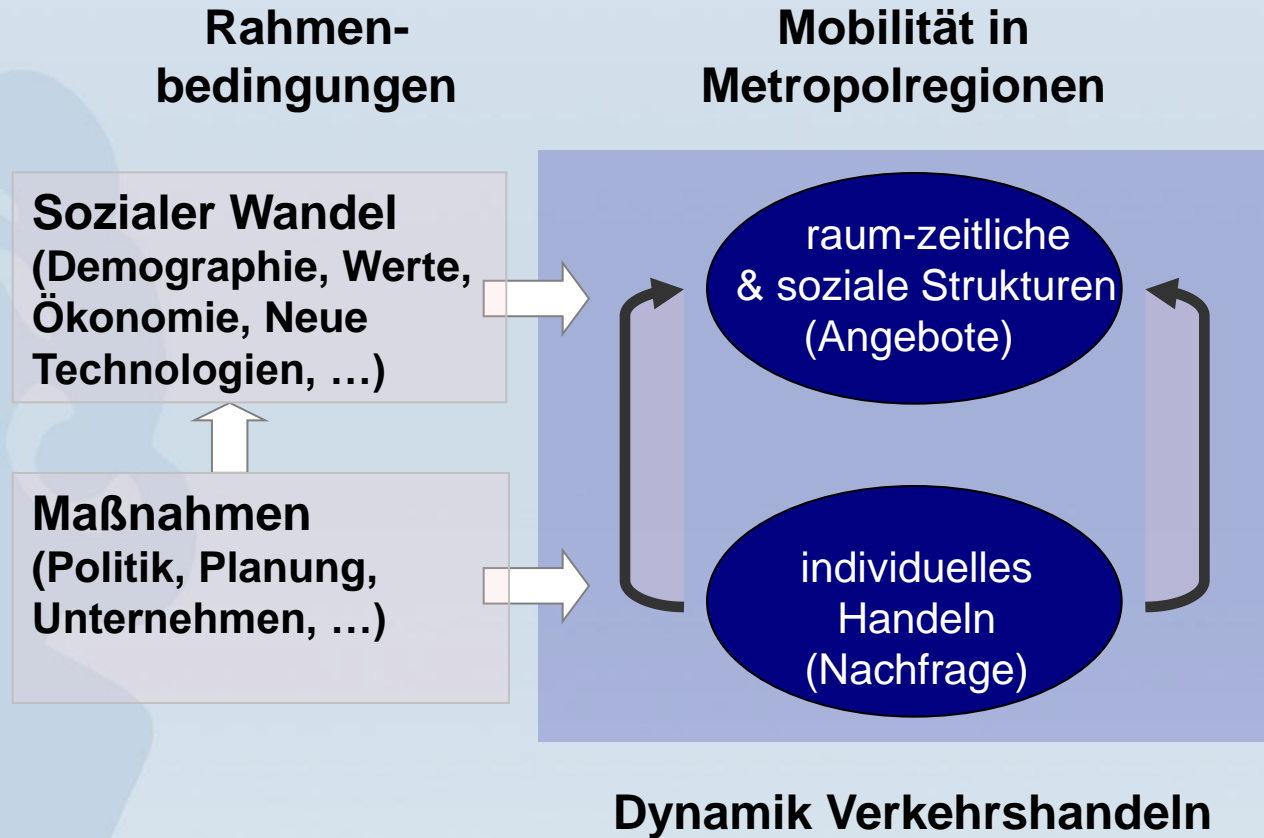 Rahmen-
bedingungen
Mobilität in
Metropolregionen
Sozialer Wandel
(Demographie, Werte,
Ökonomie, Neue
Technologien, …)
raum-zeitliche
& soziale Strukturen
(Angebote)
Maßnahmen
(Politik, Planung,
Unternehmen, …)
individuelles
Handeln
(Nachfrage)
Dynamik Verkehrshandeln